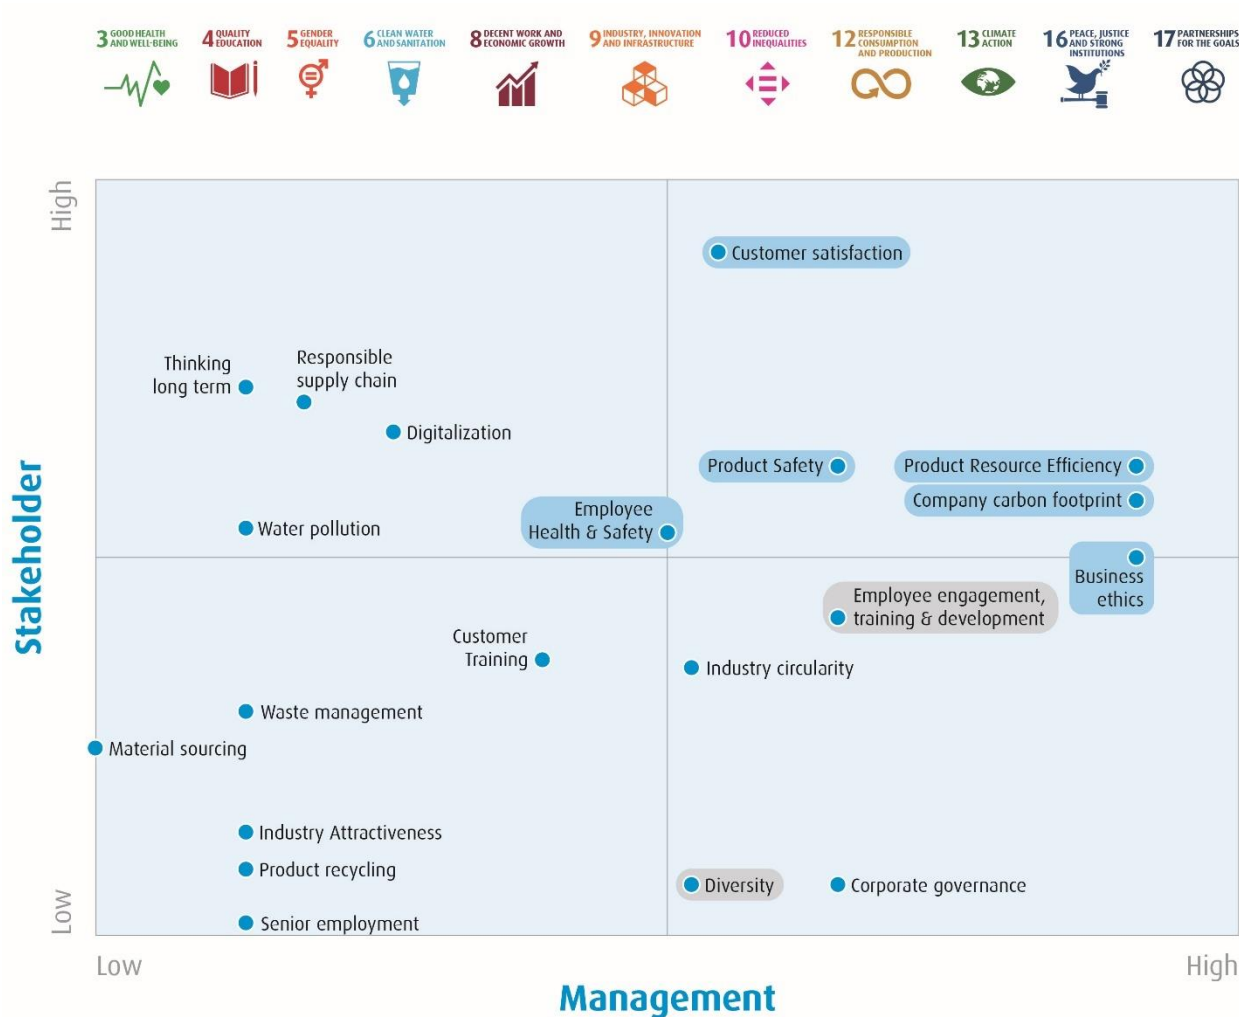 3 GOOD HEALTH
AND WELL-BEING
4 QUALITY
EDUCATION
5 GENDER
EQUALITY
6 CLEAN WATER
AND SANITATION
8 DECENT WORK AND
ECONOMIC GROWTH
9 INDUSTRY, INNOVATION
AND INFRASTRUCTURE
10 REDUCED
INEQUALITIES
12 RESPONSIBLE
CONSUMPTION
AND PRODUCTION
13 CLIMATE
ACTION
16 PEACE, JUSTICE
AND STRONG
INSTITUTIONS
17 PARTNERSHIPS
FOR THE GOALS
High
Customer satisfaction
Thinking
long term
Responsible
supply chain
Digitalization
Product Safety
Product Resource Efficiency
Company carbon footprint
Employee
Health & Safety
Water pollution
Business
ethics
Employee engagement,
training & development
Stakeholder
Customer
Training
Industry circularity
Waste management
Material sourcing
Industry Attractiveness
Product recycling
Diversity
Corporate governance
Senior employment
Low
Low
High
Management